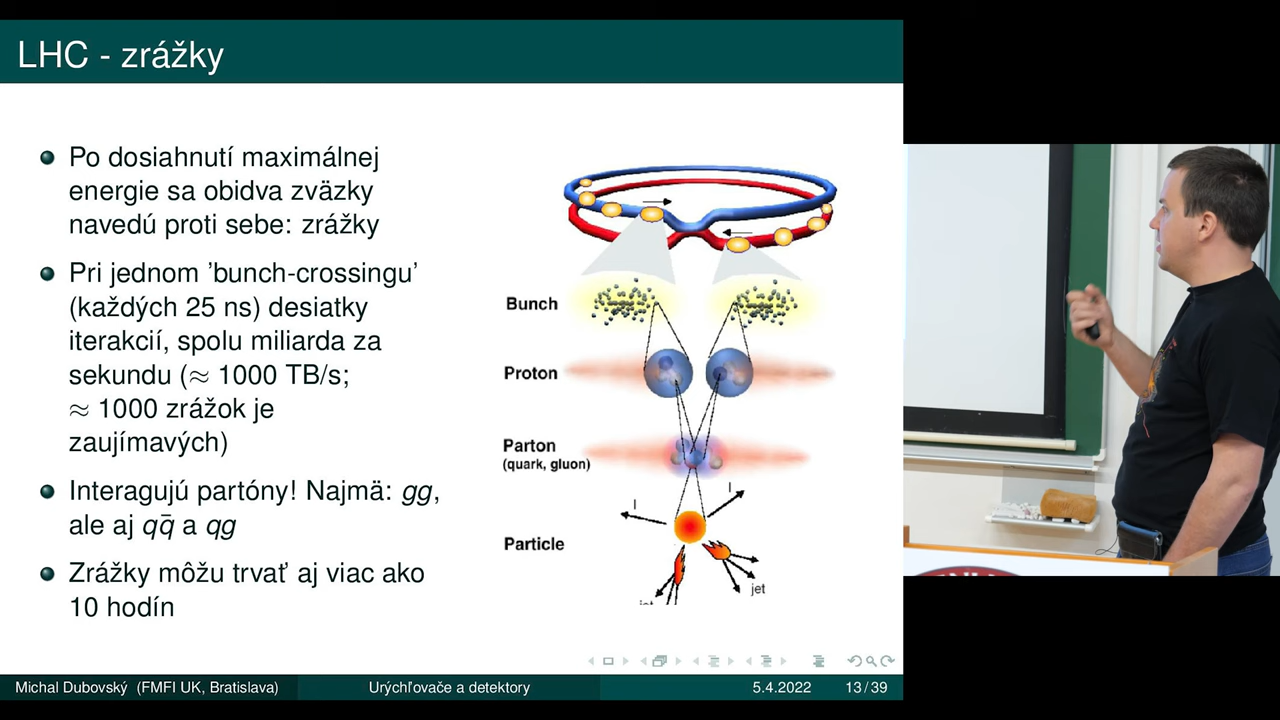 LHC - zrážky
Po dosiahnutí maximálnej
energie sa obidva zväzky
navedú proti sebe: zrážky
Pri jednom 'bunch-crossingu'
(každých 25 ns) desiatky
iterakcií, spolu miliarda za
sekundu (≈ 1000 TB/s;
≈ 1000 zrážok je
zaujímavých)
Interagujú partóny! Najmä: gg,
ale aj qq̄ a qg
Zrážky môžu trvať aj viac ako
10 hodín
Bunch
Proton
Parton
(quark, gluon)
l
l
Particle
jet
Michal Dubovský (FMFI UK, Bratislava)
Urýchľovače a detektory
5.4.2022
13/39